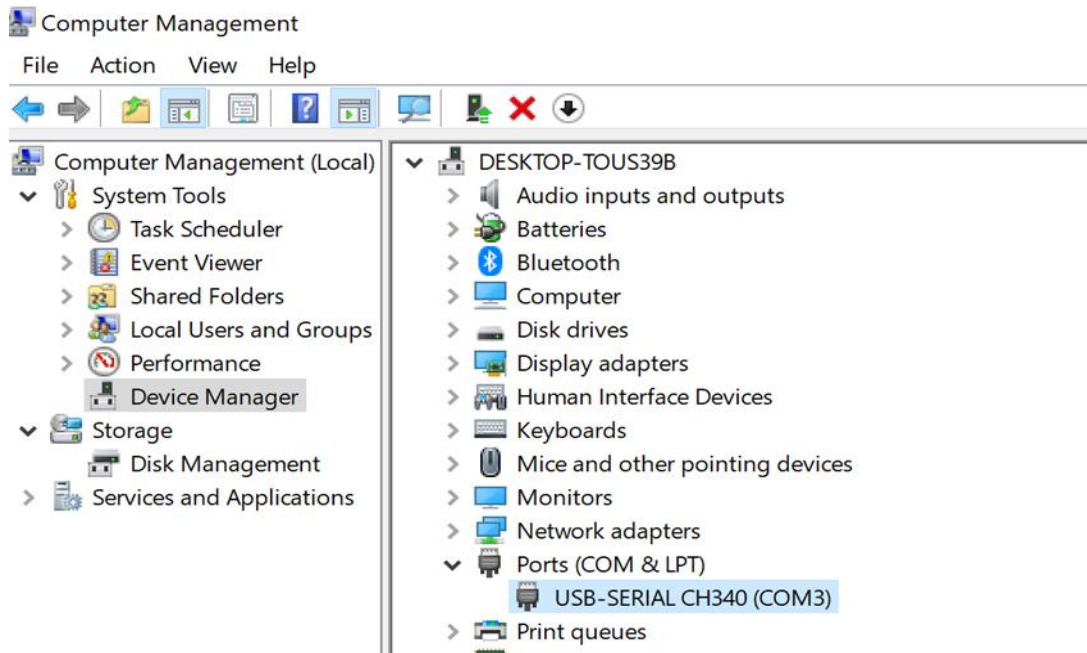 Computer Management
File Action View Help
Computer Management (Local)
System Tools
Task Scheduler
Event Viewer
Shared Folders
Local Users and Groups
Performance
Device Manager
Storage
Disk Management
Services and Applications
DESKTOP-TOUS39B
Audio inputs and outputs
Batteries
Bluetooth
Computer
Disk drives
Display adapters
Human Interface Devices
Keyboards
Mice and other pointing devices
Monitors
Network adapters
Ports (COM & LPT)
USB-SERIAL CH340 (COM3)
Print queues